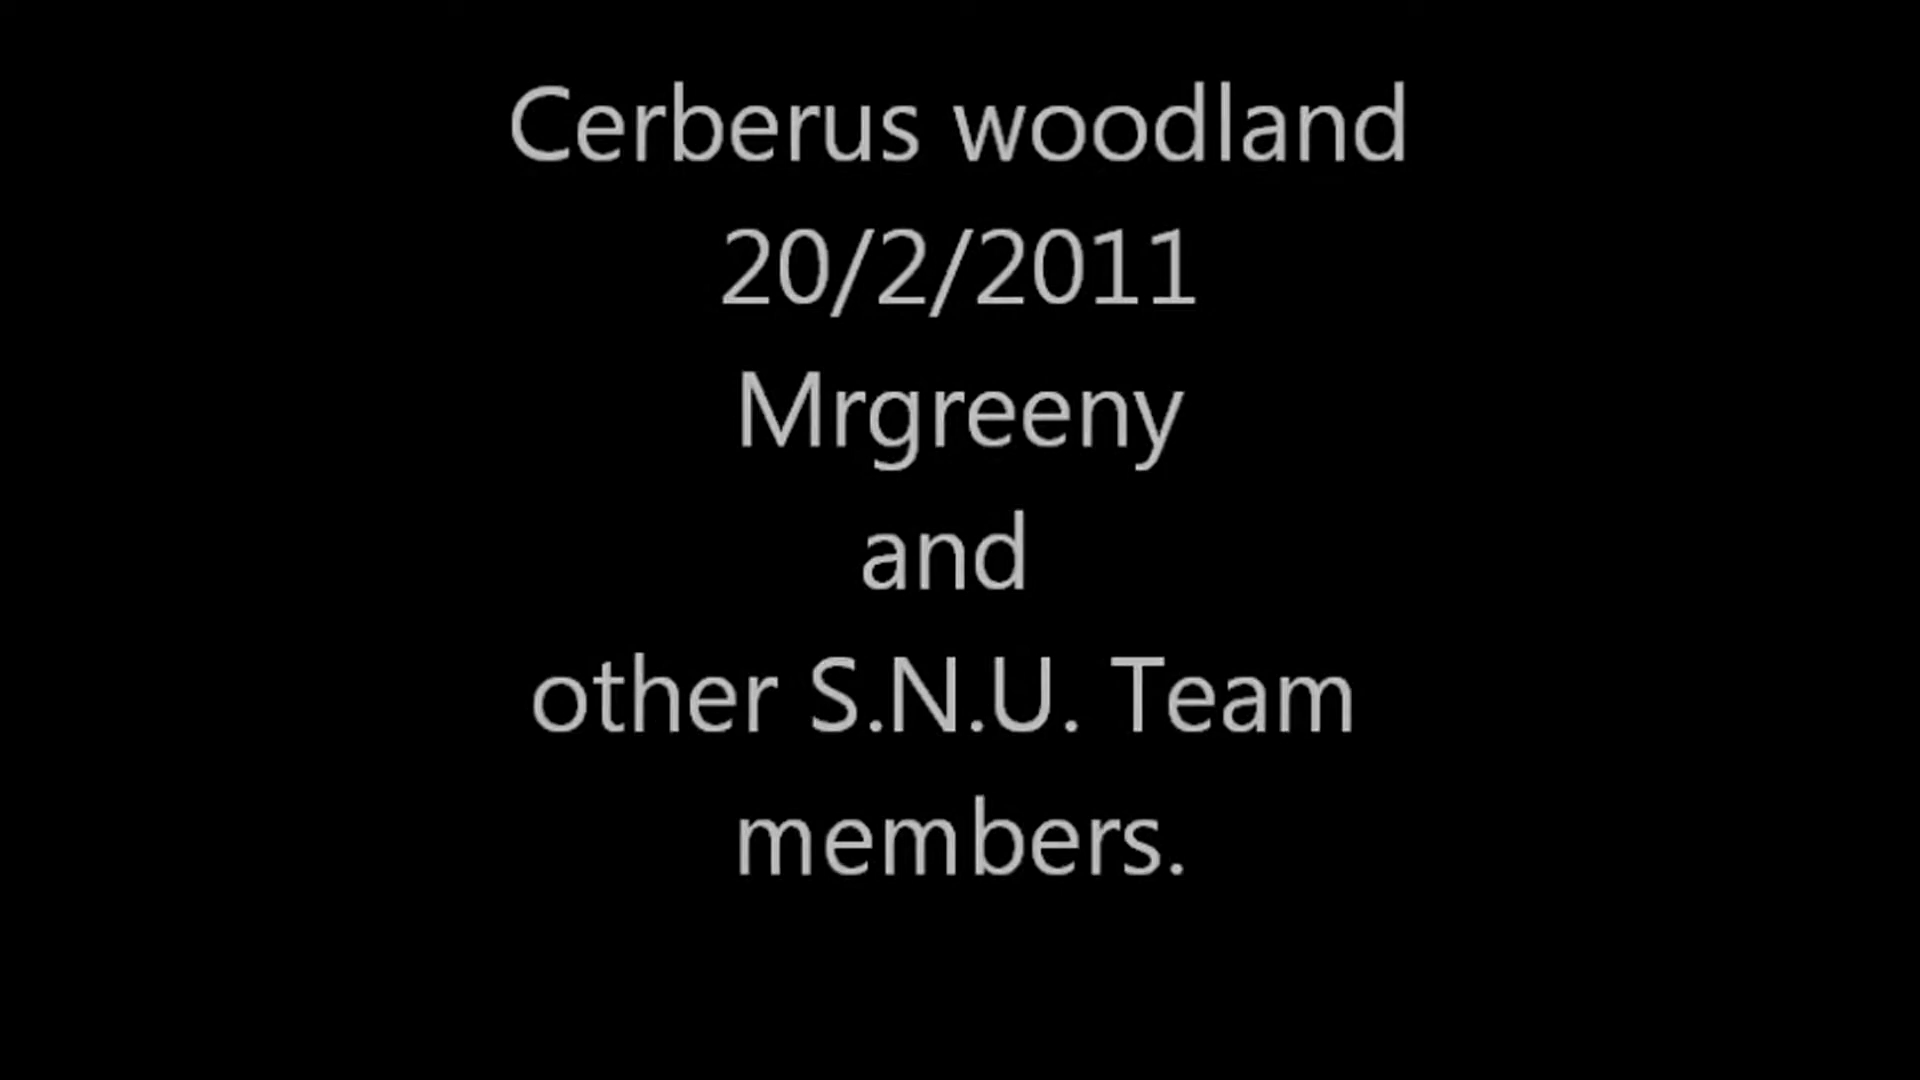 Cerberus woodland
20/2/2011
Mrgreeny
and
other S.N.U. Team
members.